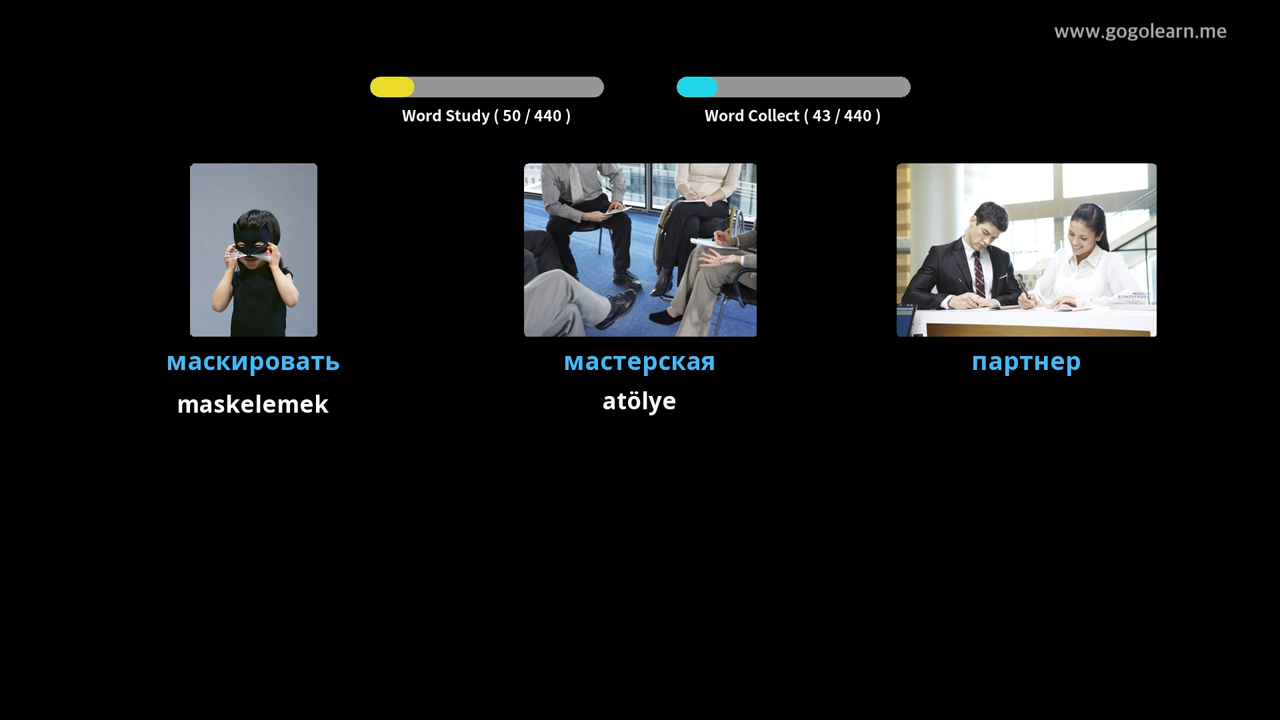 www.gogolearn.me
Word Study ( 50 / 440 )
Word Collect ( 43 / 440 )
маскировать
мастерская
партнер
maskelemek
atölye